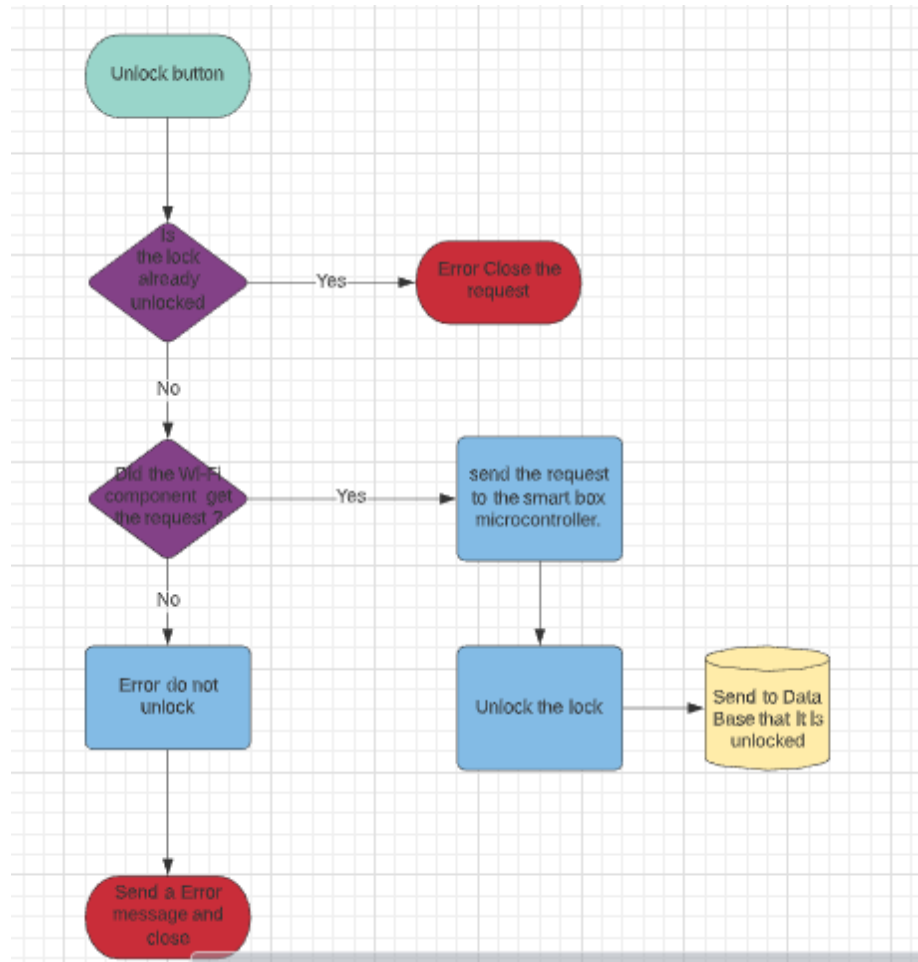 Unlock button
Is
the lock
already
unlocked
Yes
Error Close the
request
No
Did the Wi-Fi
component get
the request ?
Yes
send the request
to the smart box
microcontroller.
No
Error do not
unlock
Unlock the lock
Send to Data
Base that It Is
unlocked
Send a Error
message and
close